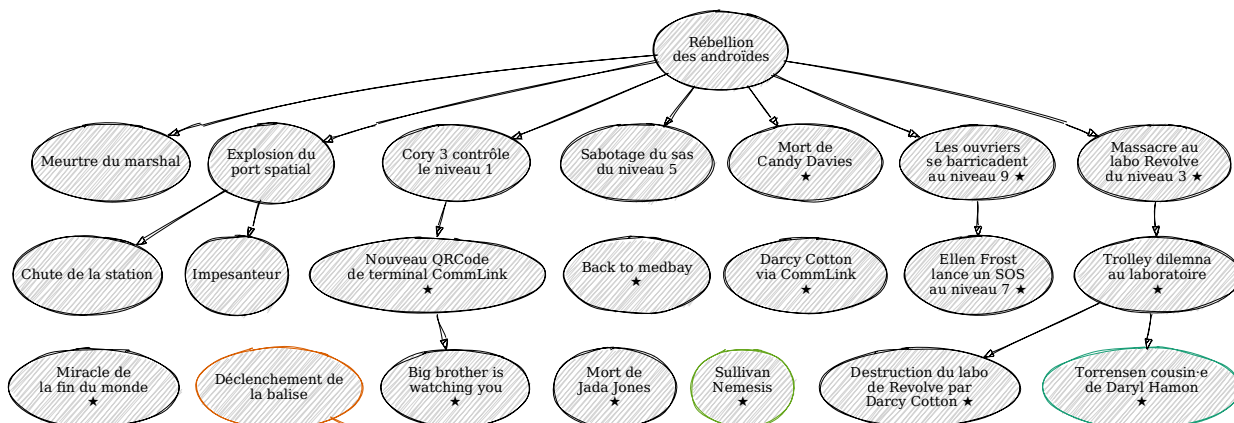 Rébellion
des androïdes
Meurtre du marshal
Explosion du
port spatial
Cory 3 contrôle
le niveau 1
Sabotage du sas
du niveau 5
Mort de
Candy Davies
★
Les ouvriers
se barricadent
au niveau 9 ★
Massacre au
labo Revolve
du niveau 3 ★
Chute de la station
Impesanteur
Nouveau QRCode
de terminal CommLink
★
Back to medbay
★
Darcy Cotton
via CommLink
★
Ellen Frost
lance un SOS
au niveau 7 ★
Trolley dilemna
au laboratoire
★
Miracle de
la fin du monde
★
Déclenchement de
la balise
Big brother is
watching you
★
Mort de
Jada Jones
★
Sullivan
Nemesis
★
Destruction du labo
de Revolve par
Darcy Cotton ★
Torrensen cousin·e
de Daryl Hamon
★